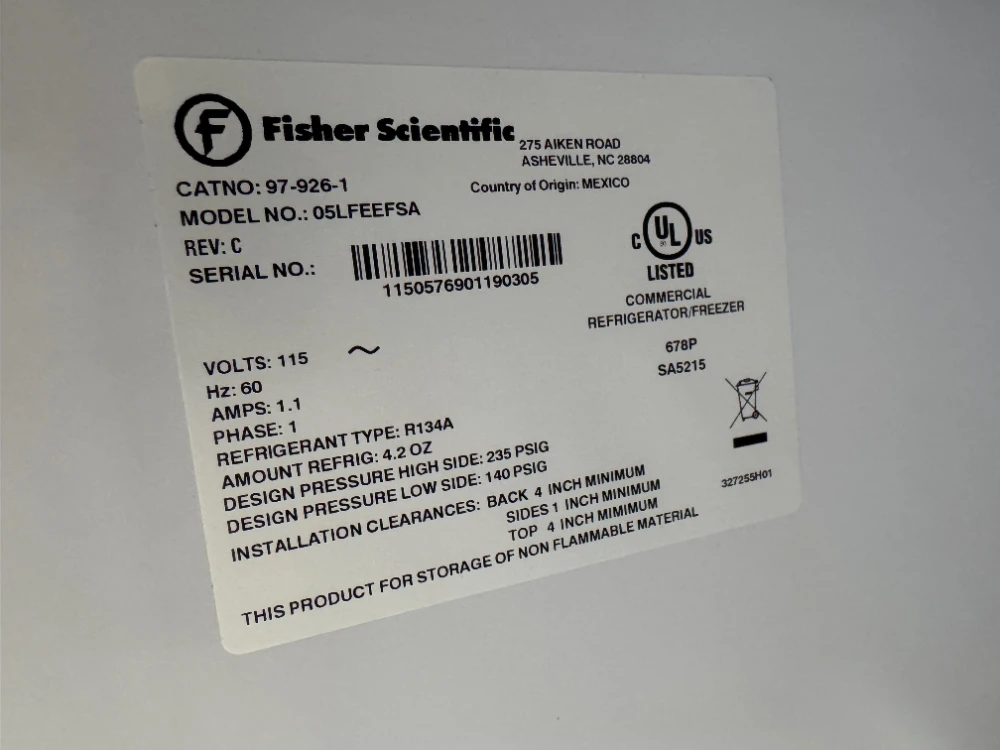 F Fisher Scientific
275 AIKEN ROAD
ASHEVILLE, NC 28804
CATNO: 97-926-1
Country of Origin: MEXICO
MODEL NO.: 05LFEEFSA
REV: C
SERIAL NO.:
1150576901190305
C UL US
LISTED
COMMERCIAL
REFRIGERATOR/FREEZER
678P
SA5215
VOLTS: 115 ~
Hz: 60
AMPS: 1.1
PHASE: 1
REFRIGERANT TYPE: R134A
AMOUNT REFRIG: 4.2 OZ
DESIGN PRESSURE HIGH SIDE: 235 PSIG
DESIGN PRESSURE LOW SIDE: 140 PSIG
INSTALLATION CLEARANCES: BACK 4 INCH MINIMUM
SIDES 1 INCH MINIMUM
TOP 4 INCH MIMIMUM
THIS PRODUCT FOR STORAGE OF NON FLAMMABLE MATERIAL
327255H01